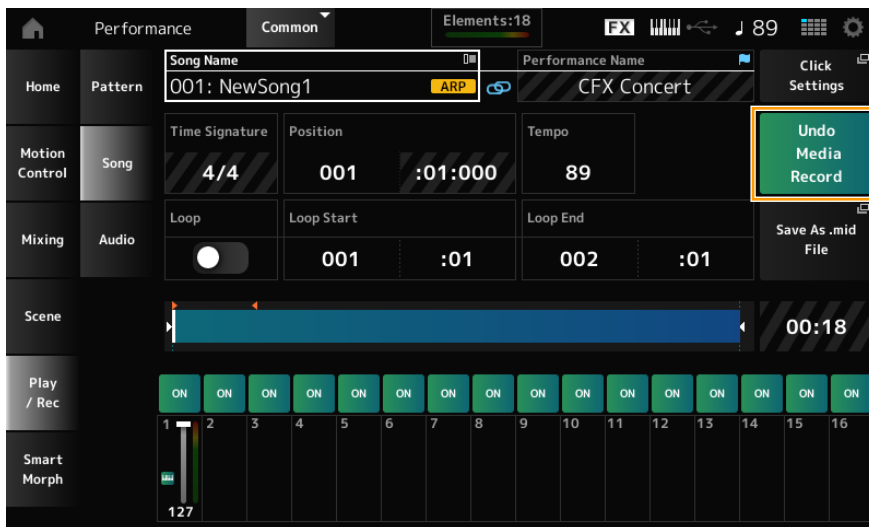 Performance
Common
Elements:18
FX
89
Home
Pattern
Song Name
001: NewSong1
ARP
Performance Name
CFX Concert
Click
Settings
Motion
Control
Song
Time Signature
4/4
Position
001
:01:000
Tempo
89
Undo
Media
Record
Mixing
Audio
Loop
Loop Start
001
:01
Loop End
002
:01
Save As .mid
File
Scene
00:18
Play
/ Rec
ON ON ON ON ON ON ON ON ON ON ON ON ON ON ON ON
1 2 3 4 5 6 7 8 9 10 11 12 13 14 15 16
Smart
Morph
127